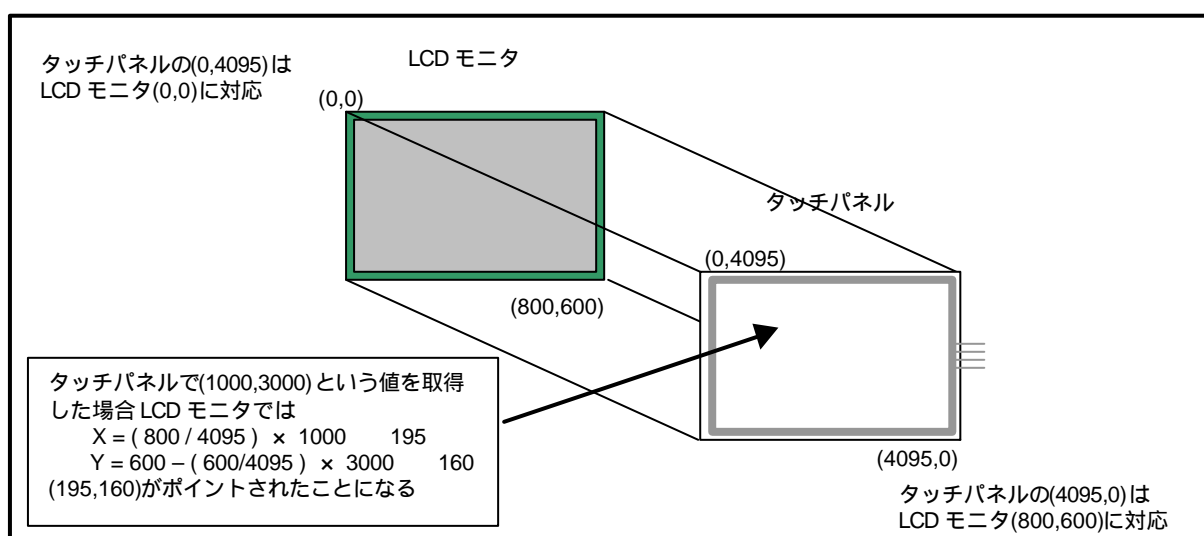 タッチパネルの(0,4095)は
LCD モニタ(0,0)に対応
LCD モニタ
(0,0)
タッチパネル
(0,4095)
(800,600)
タッチパネルで(1000,3000)という値を取得
した場合 LCD モニタでは
X = ( 800 / 4095 ) × 1000 195
Y = 600 – ( 600/4095 ) × 3000 160
(195,160)がポイントされたことになる
(4095,0)
タッチパネルの(4095,0)は
LCD モニタ(800,600)に対応